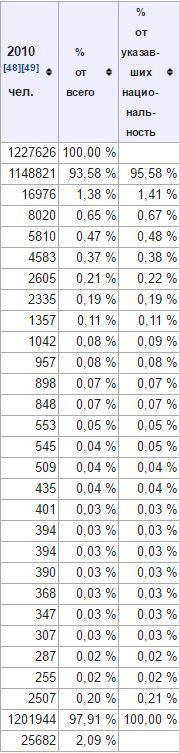 2010
[48][49]
чел.
%
от
всего
%
от
указав-
ших
нацио-
наль-
ность
1227626 100,00 %
1148821 93,58 % 95,58 %
16976 1,38 % 1,41 %
8020 0,65 % 0,67 %
5810 0,47 % 0,48 %
4583 0,37 % 0,38 %
2605 0,21 % 0,22 %
2335 0,19 % 0,19 %
1357 0,11 % 0,11 %
1042 0,08 % 0,09 %
957 0,08 % 0,08 %
898 0,07 % 0,07 %
848 0,07 % 0,07 %
553 0,05 % 0,05 %
545 0,04 % 0,05 %
509 0,04 % 0,04 %
435 0,04 % 0,04 %
401 0,03 % 0,03 %
394 0,03 % 0,03 %
394 0,03 % 0,03 %
390 0,03 % 0,03 %
368 0,03 % 0,03 %
347 0,03 % 0,03 %
307 0,03 % 0,03 %
287 0,02 % 0,02 %
255 0,02 % 0,02 %
2507 0,20 % 0,21 %
1201944 97,91 % 100,00 %
25682 2,09 %